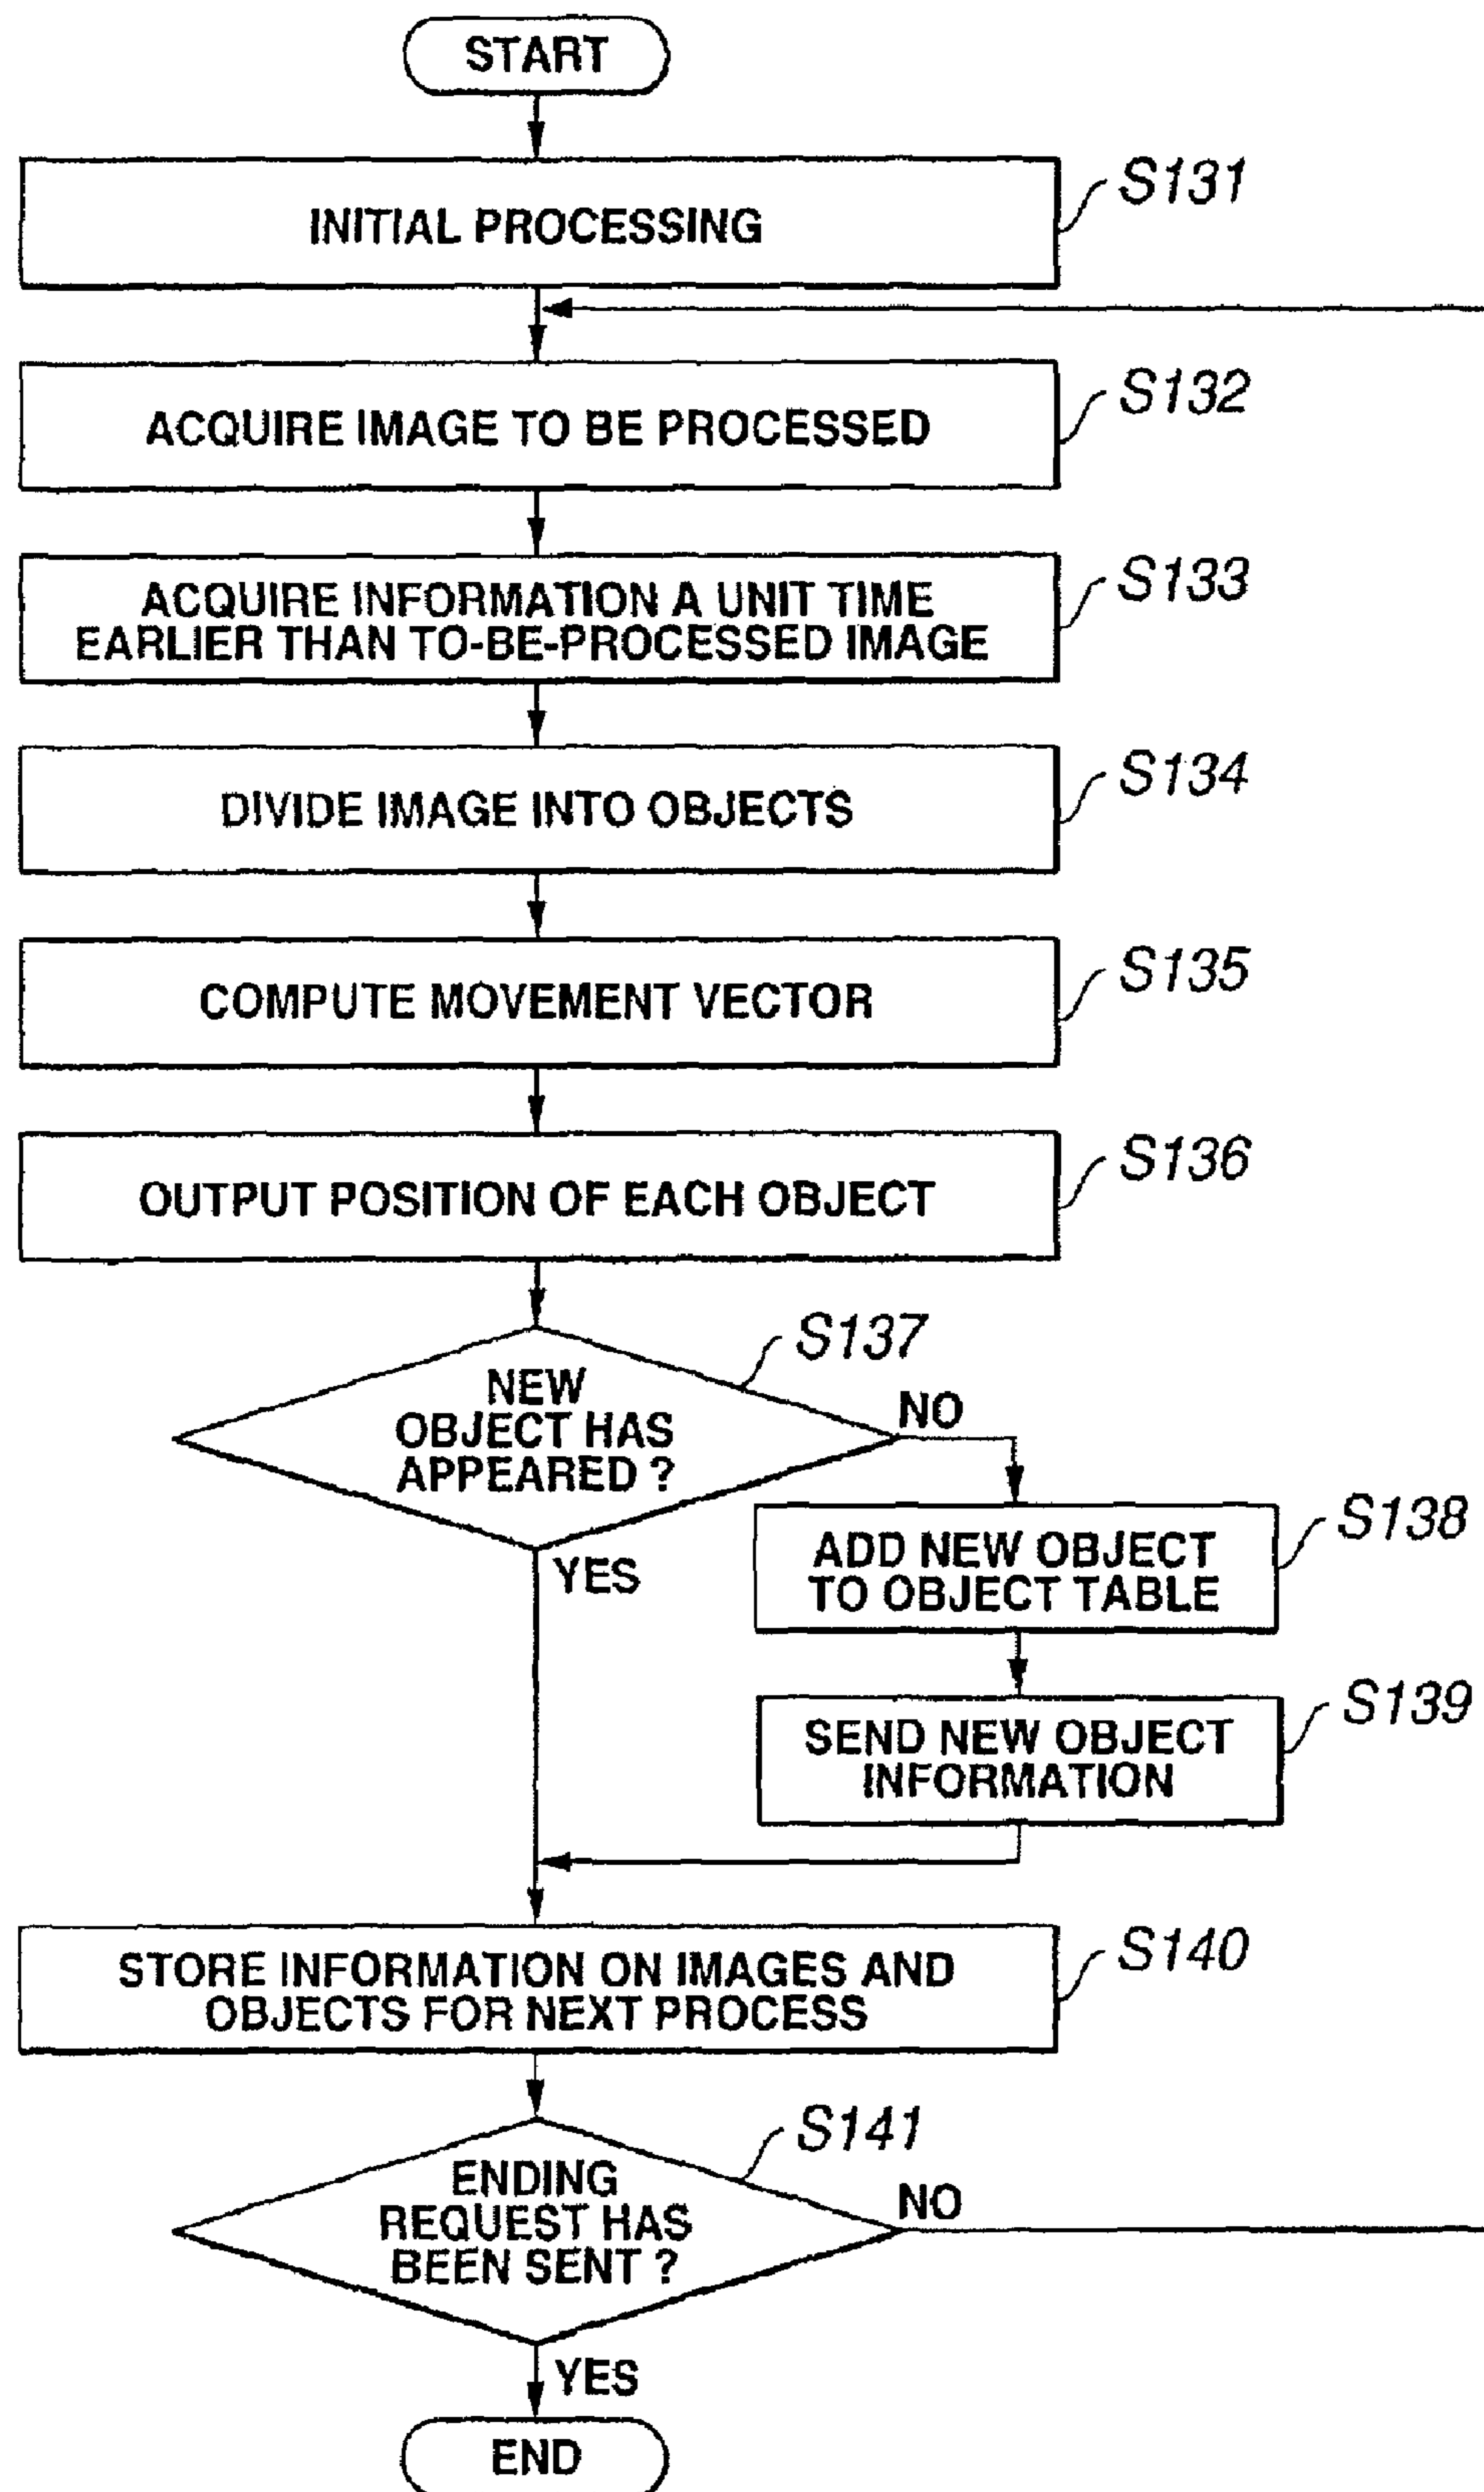 START
INITIAL PROCESSING
S131
ACQUIRE IMAGE TO BE PROCESSED
S132
ACQUIRE INFORMATION A UNIT TIME
EARLIER THAN TO-BE-PROCESSED IMAGE
S133
DIVIDE IMAGE INTO OBJECTS
S134
COMPUTE MOVEMENT VECTOR
S135
OUTPUT POSITION OF EACH OBJECT
S136
S137
NEW
OBJECT HAS
APPEARED ?
NO
YES
ADD NEW OBJECT
TO OBJECT TABLE
S138
SEND NEW OBJECT
INFORMATION
S139
STORE INFORMATION ON IMAGES AND
OBJECTS FOR NEXT PROCESS
S140
S141
ENDING
REQUEST HAS
BEEN SENT ?
NO
YES
END